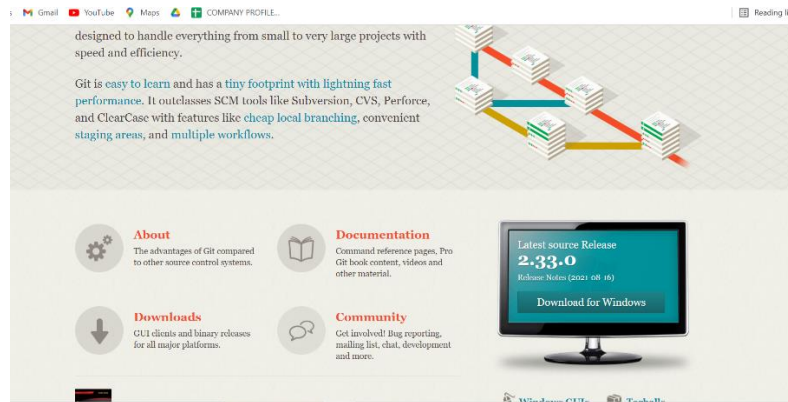 Gmail YouTube Maps COMPANY PROFILE... Reading li
designed to handle everything from small to very large projects with
speed and efficiency.
Git is easy to learn and has a tiny footprint with lightning fast
performance. It outclasses SCM tools like Subversion, CVS, Perforce,
and ClearCase with features like cheap local branching, convenient
staging areas, and multiple workflows.
About
The advantages of Git compared
to other source control systems.
Documentation
Command reference pages, Pro
Git book content, videos and
other material.
Downloads
GUI clients and binary releases
for all major platforms.
Community
Get involved! Bug reporting,
mailing list, chat, development
and more.
Latest source Release
2.33.0
Release Notes (2021-08-16)
Download for Windows
Windows GUIs Tarballs